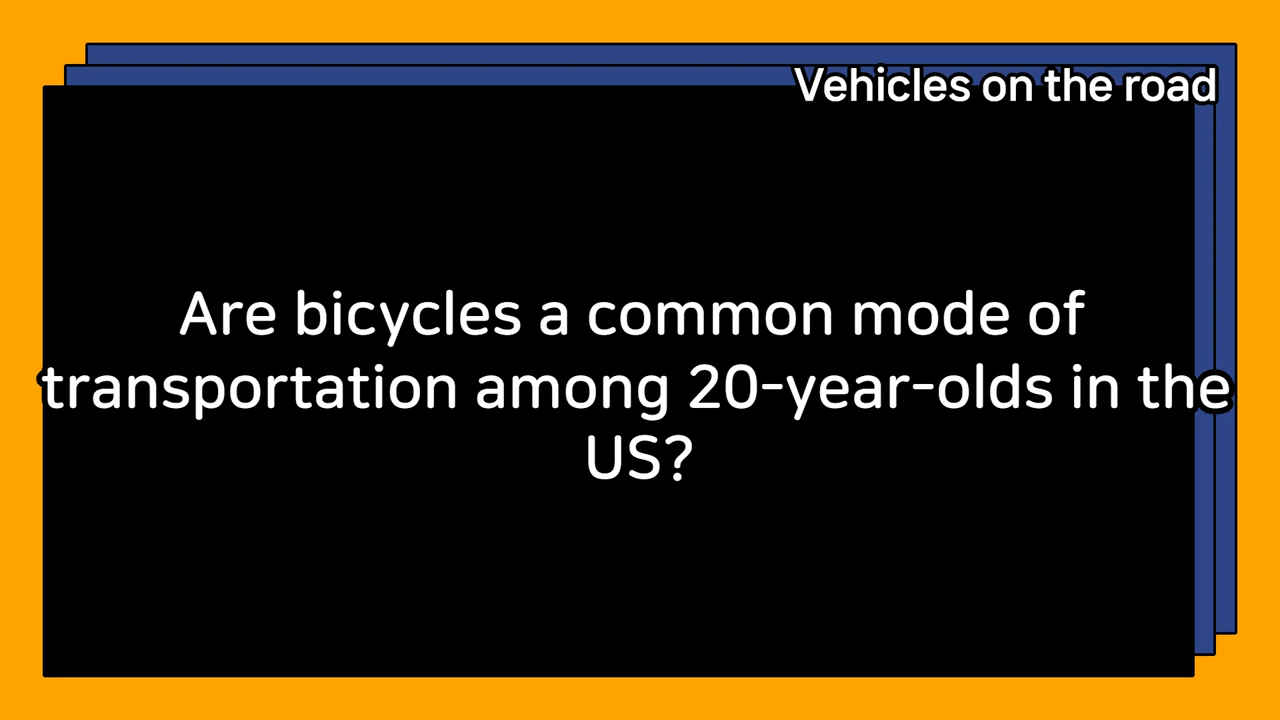 Vehicles on the road
Are bicycles a common mode of
transportation among 20-year-olds in the
US?